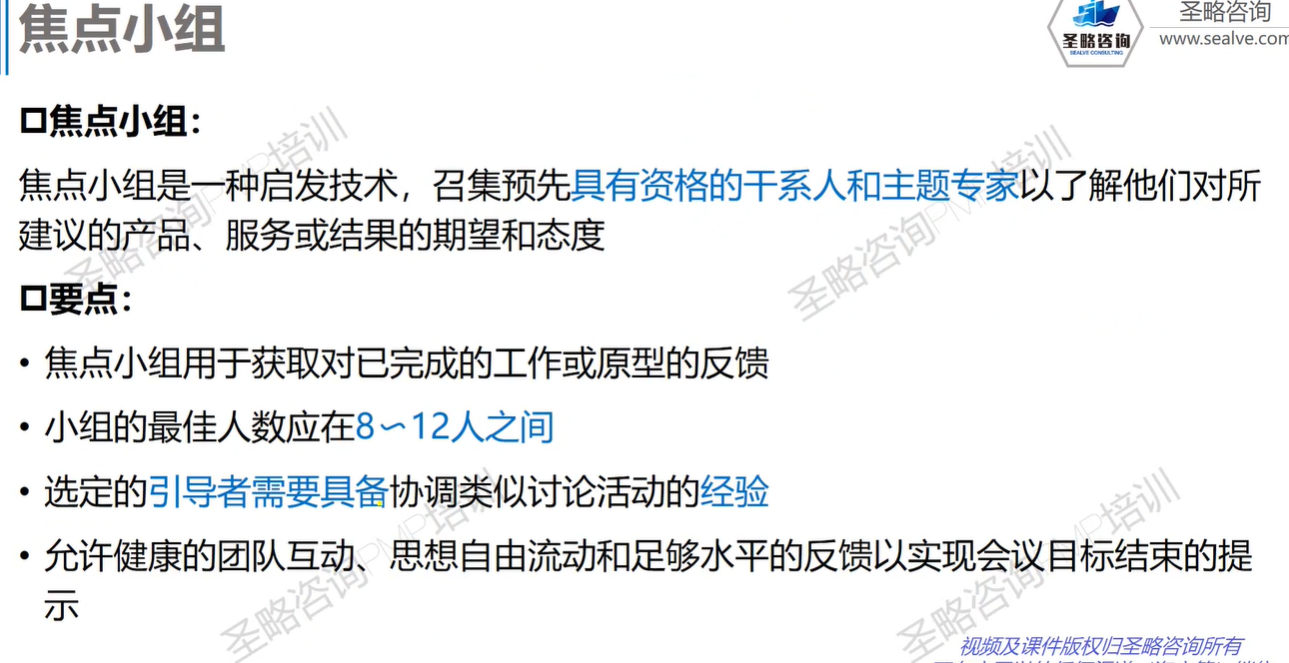 焦点小组
圣略咨询
圣略咨询
SEALVE CONSULTING
www.sealve.com
焦点小组：
焦点小组是一种启发技术，召集预先具有资格的干系人和主题专家以了解他们对所
建议的产品、服务或结果的期望和态度
要点：
• 焦点小组用于获取对已完成的工作或原型的反馈
• 小组的最佳人数应在8～12人之间
• 选定的引导者需要具备协调类似讨论活动的经验
• 允许健康的团队互动、思想自由流动和足够水平的反馈以实现会议目标结束的提
示
圣略咨询PMP培训
圣略咨询PMP培训
圣略咨询PMP培训
圣略咨询PMP培训
视频及课件版权归圣略咨询所有